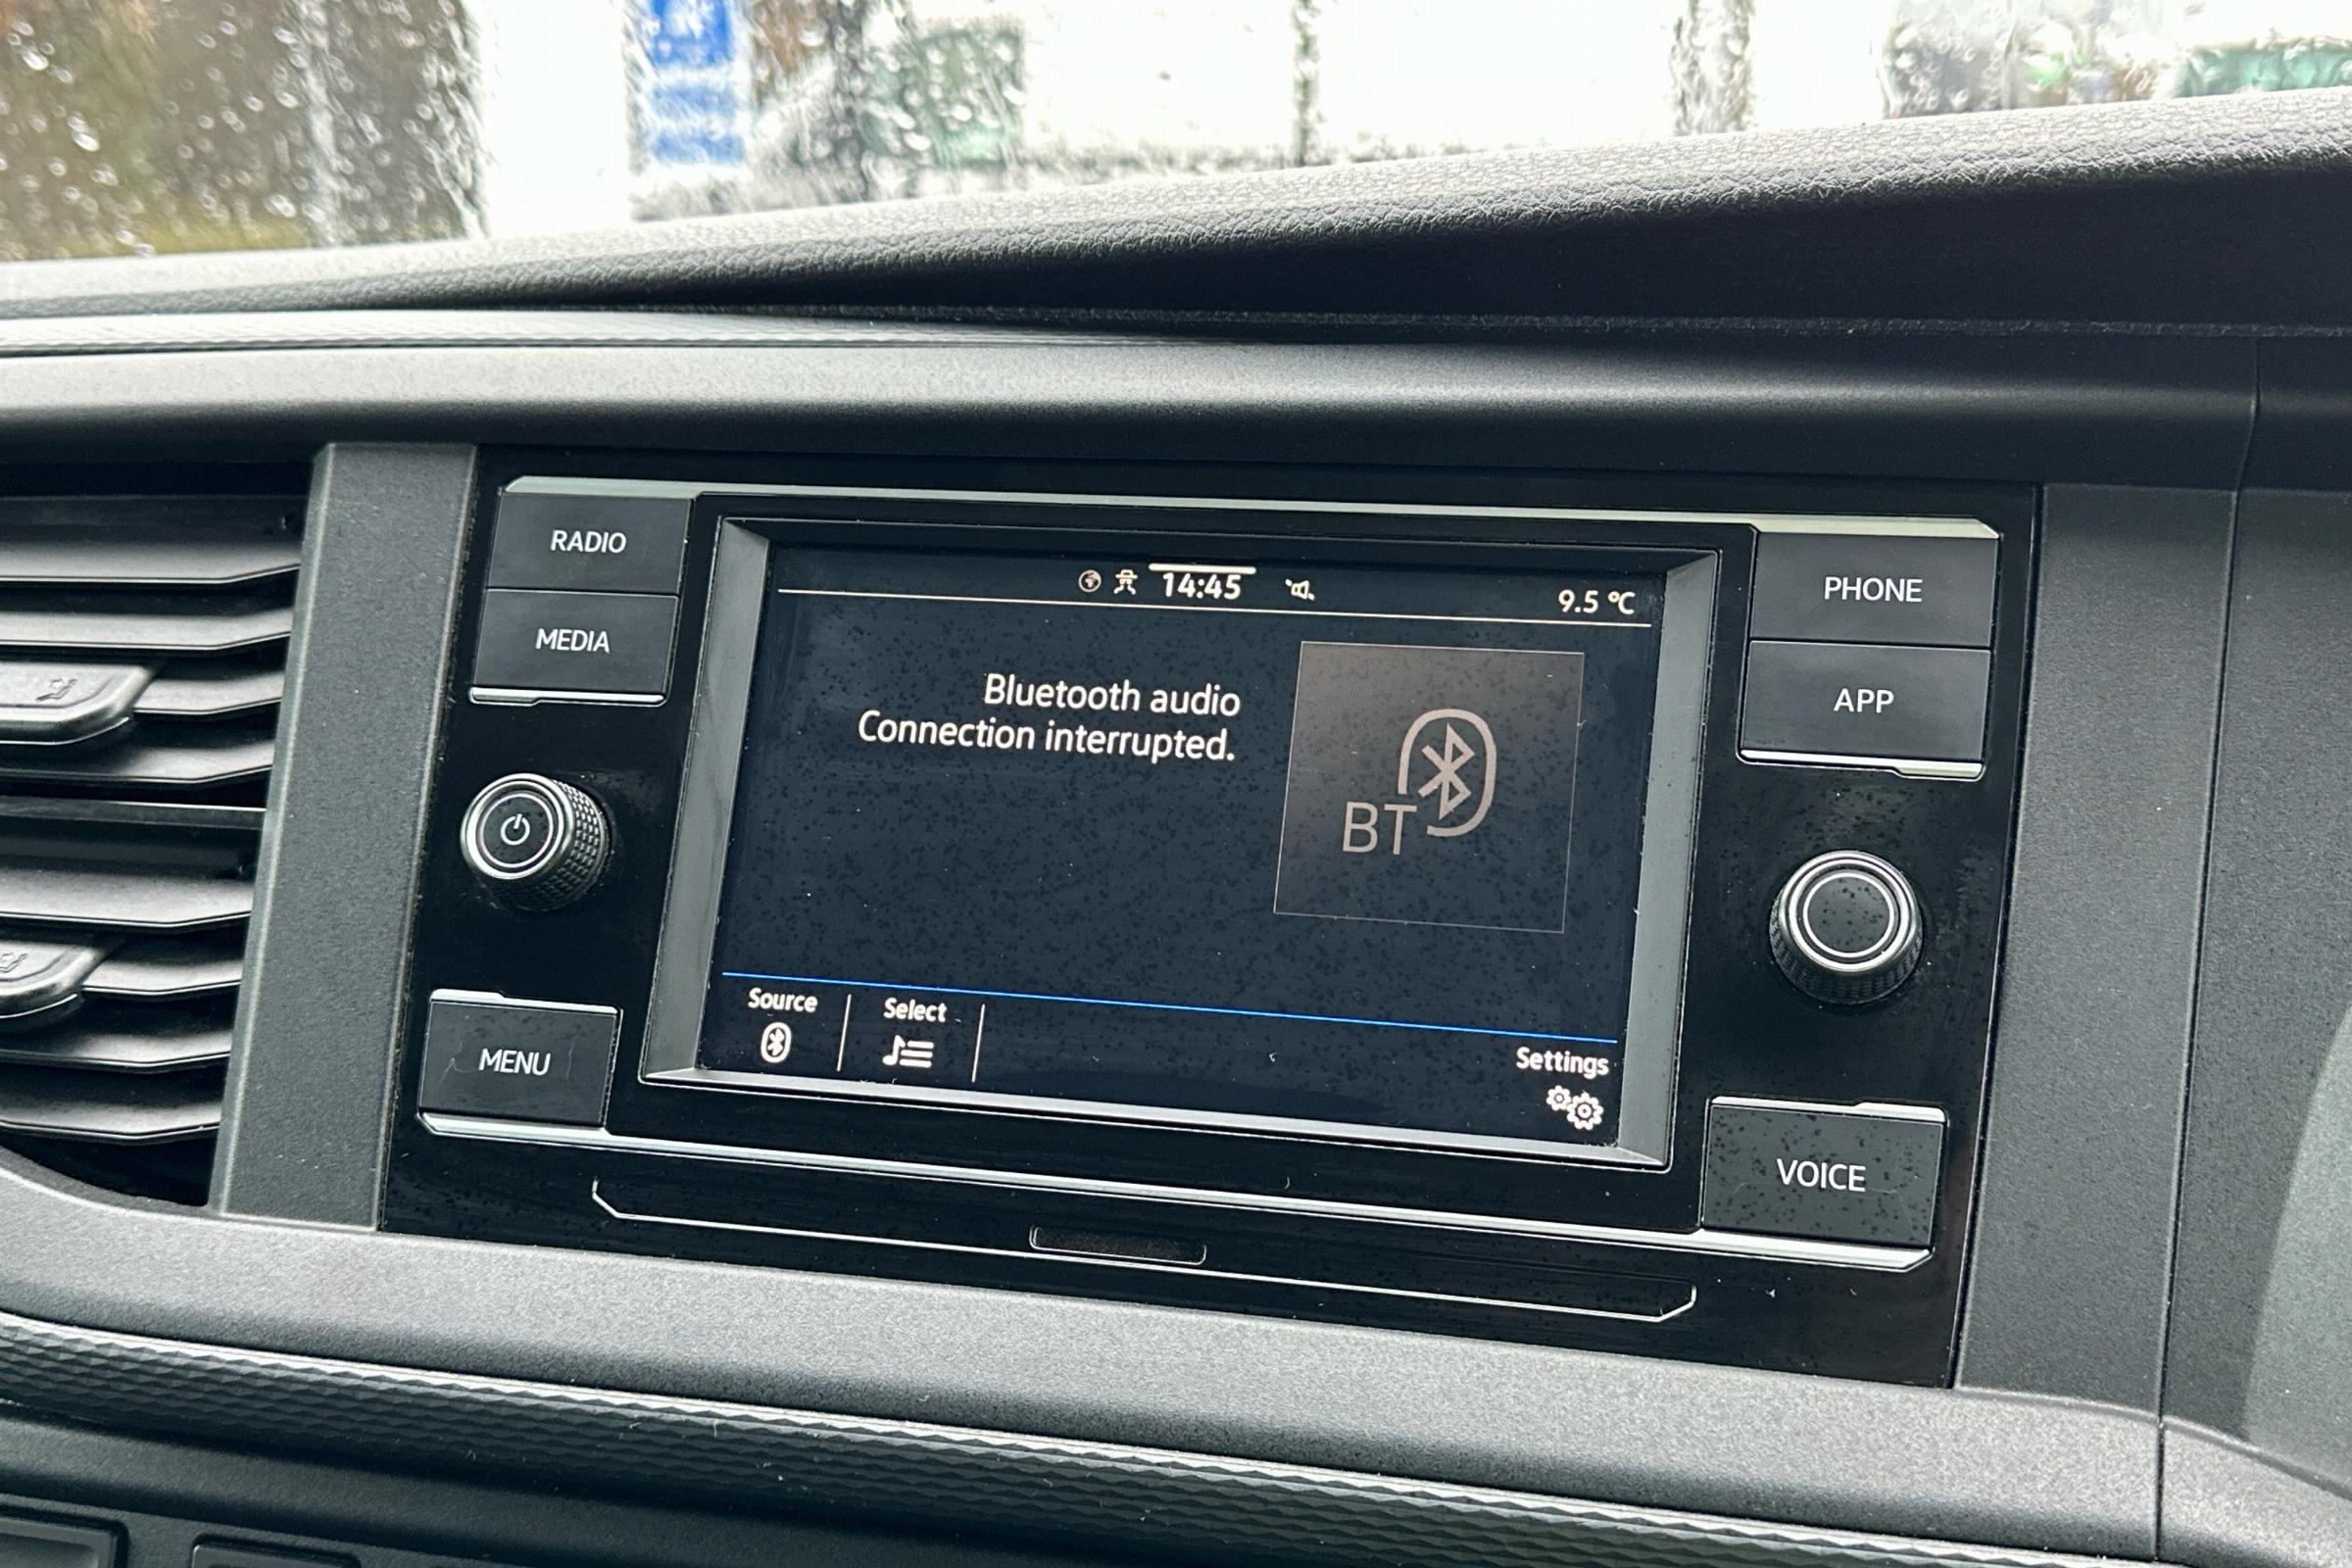 RADIO
MEDIA
14:45
9.5 °C
PHONE
APP
Bluetooth audio
Connection interrupted.
BT
Source
Select
Settings
MENU
VOICE